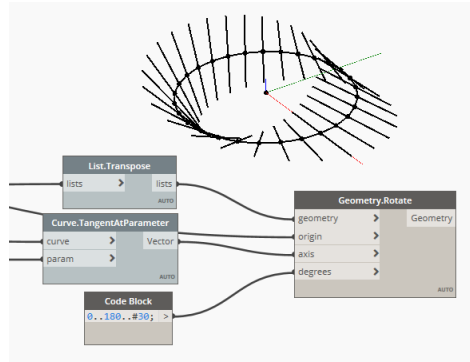 List.Transpose
lists > lists
AUTO
Curve.TangentAtParameter
curve > Vector
param >
AUTO
Code Block
0..180..#30; >
Geometry.Rotate
geometry > Geometry
origin >
axis >
degrees >
AUTO